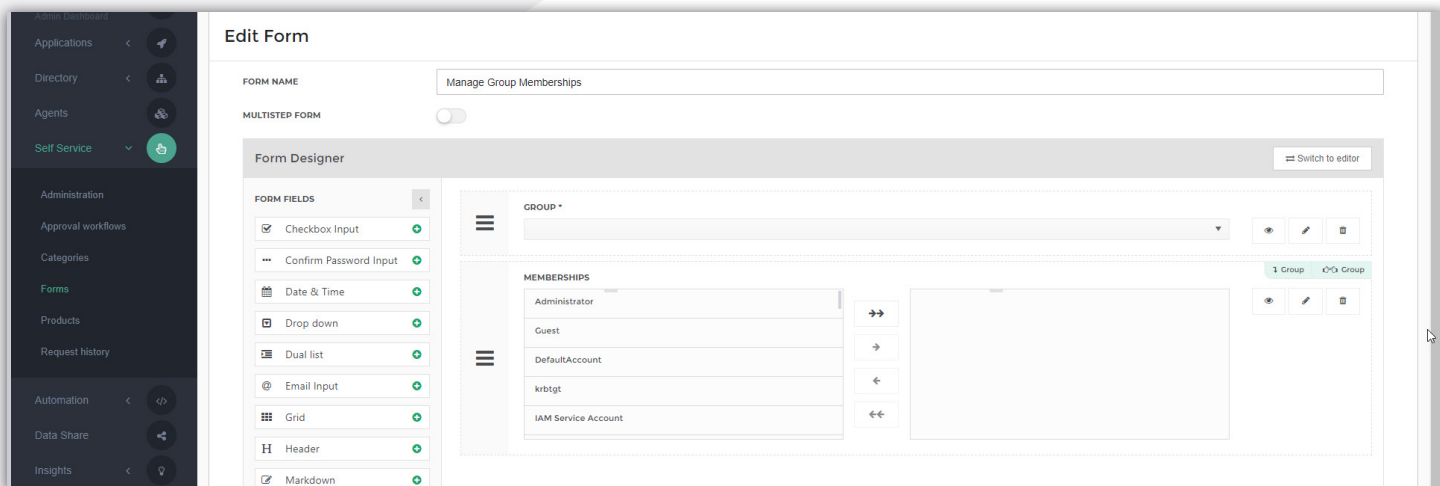 Admin Dashboard
Applications
Directory
Agents
Self Service
Administration
Approval workflows
Categories
Forms
Products
Request history
Automation
Data Share
Insights
Edit Form
FORM NAME
Manage Group Memberships
MULTISTEP FORM
Form Designer
Switch to editor
FORM FIELDS
Checkbox Input
Confirm Password Input
Date & Time
Drop down
Dual list
Email Input
Grid
Header
Markdown
GROUP *
Group
Group
MEMBERSHIPS
Administrator
Guest
DefaultAccount
krbtgt
IAM Service Account